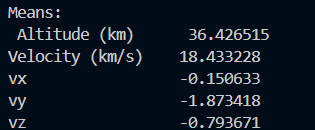 Means:
 Altitude (km)      36.426515
Velocity (km/s)    18.433228
vx                 -0.150633
vy                 -1.873418
vz                 -0.793671